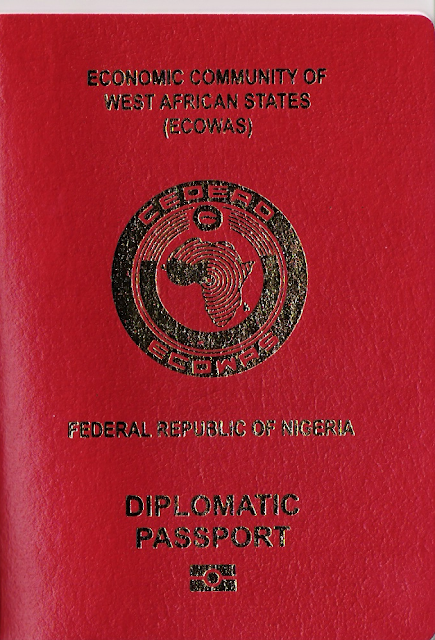 ECONOMIC COMMUNITY OF
WEST AFRICAN STATES
(ECOWAS)
CEDEAO
ECOWAS
FEDERAL REPUBLIC OF NIGERIA
DIPLOMATIC
PASSPORT